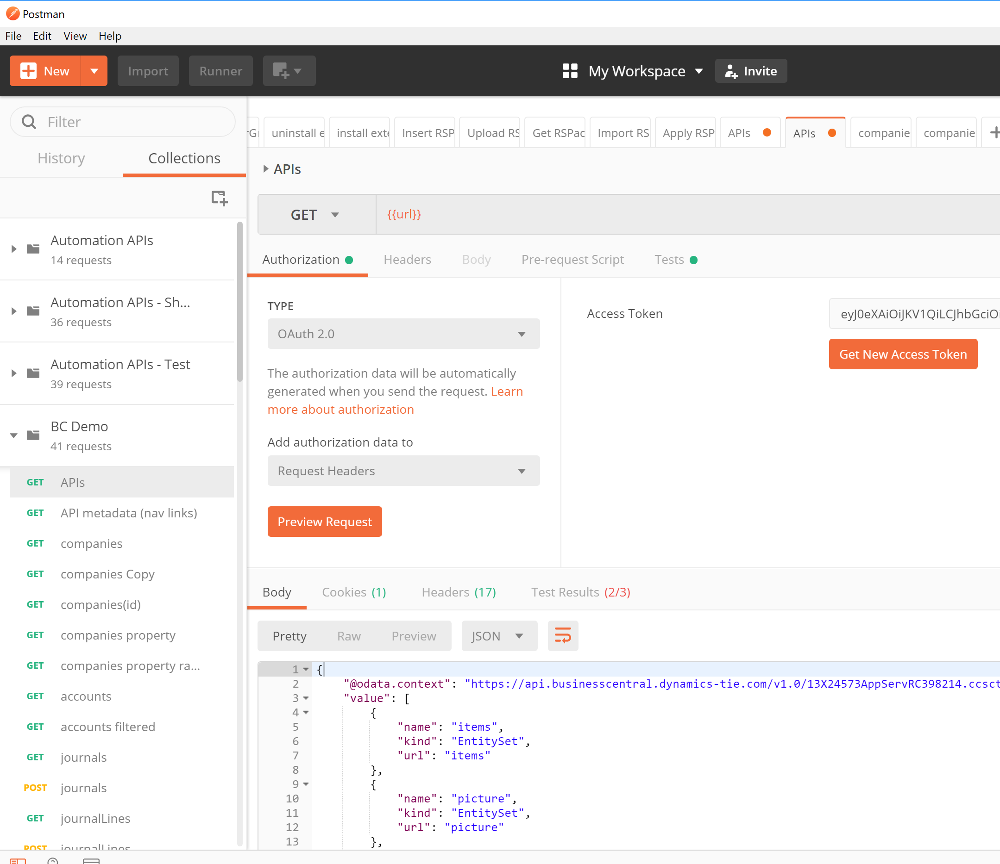 Postman
File Edit View Help
New Import Runner My Workspace Invite
Filter
History Collections
Automation APIs
14 requests
Automation APIs - Sh...
36 requests
Automation APIs - Test
39 requests
BC Demo
41 requests
GET APIs
GET API metadata (nav links)
GET companies
GET companies Copy
GET companies(id)
GET companies property
GET companies property ra...
GET accounts
GET accounts filtered
GET journals
POST journals
GET journalLines
POST journalLines
uninstall e install exte Insert RSP Upload RS Get RSPac Import RS Apply RSP APIs APIs companie companie
APIs
GET {{url}}
Authorization Headers Body Pre-request Script Tests
TYPE
OAuth 2.0
The authorization data will be automatically
generated when you send the request. Learn
more about authorization
Add authorization data to
Request Headers
Preview Request
Access Token eyJ0eXAiOiJKV1QiLCJhbGciO
Get New Access Token
Body Cookies (1) Headers (17) Test Results (2/3)
Pretty Raw Preview JSON
1 {
2 "@odata.context": "https://api.businesscentral.dynamics-tie.com/v1.0/13X24573AppServRC398214.ccsct
3 "value": [
4 {
5 "name": "items",
6 "kind": "EntitySet",
7 "url": "items"
8 },
9 {
10 "name": "picture",
11 "kind": "EntitySet",
12 "url": "picture"
13 },